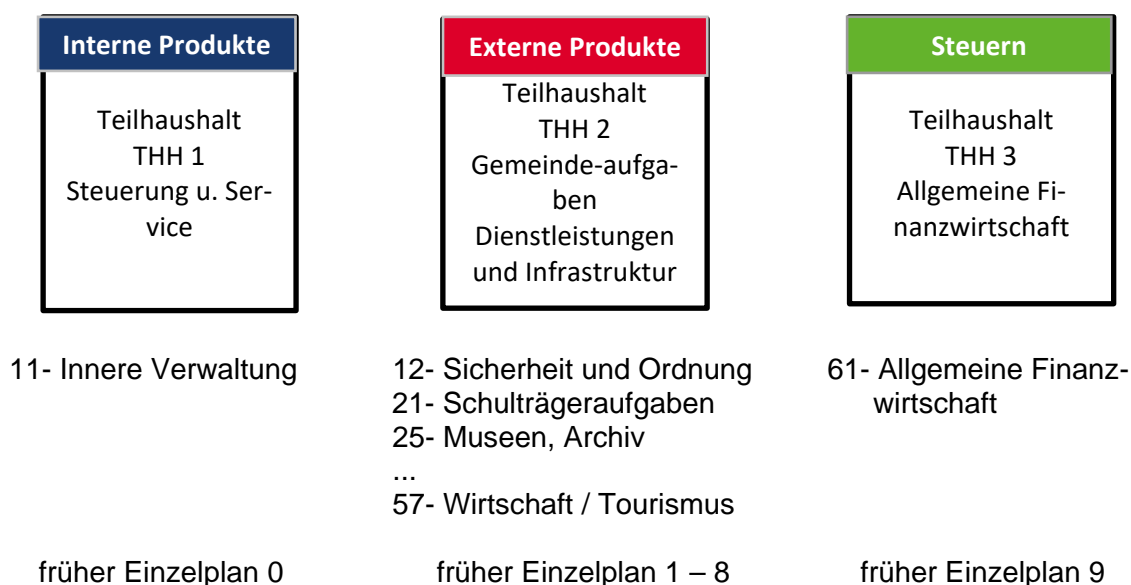 Interne Produkte
Teilhaushalt
THH 1
Steuerung u. Ser-
vice
11- Innere Verwaltung
früher Einzelplan 0
Externe Produkte
Teilhaushalt
THH 2
Gemeinde-aufga-
ben
Dienstleistungen
und Infrastruktur
12- Sicherheit und Ordnung
21- Schulträgeraufgaben
25- Museen, Archiv
...
57- Wirtschaft / Tourismus
früher Einzelplan 1 – 8
Steuern
Teilhaushalt
THH 3
Allgemeine Fi-
nanzwirtschaft
61- Allgemeine Finanz-
wirtschaft
früher Einzelplan 9